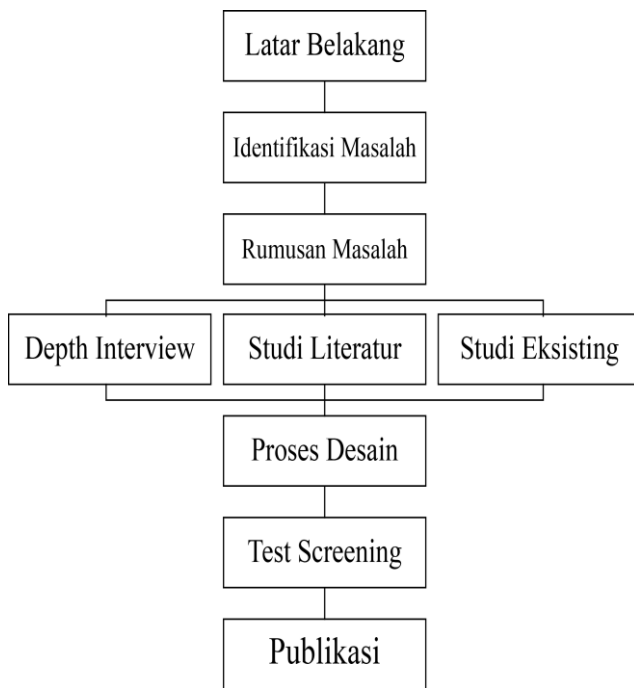 Latar Belakang
Identifikasi Masalah
Rumusan Masalah
Depth Interview
Studi Literatur
Studi Eksisting
Proses Desain
Test Screening
Publikasi